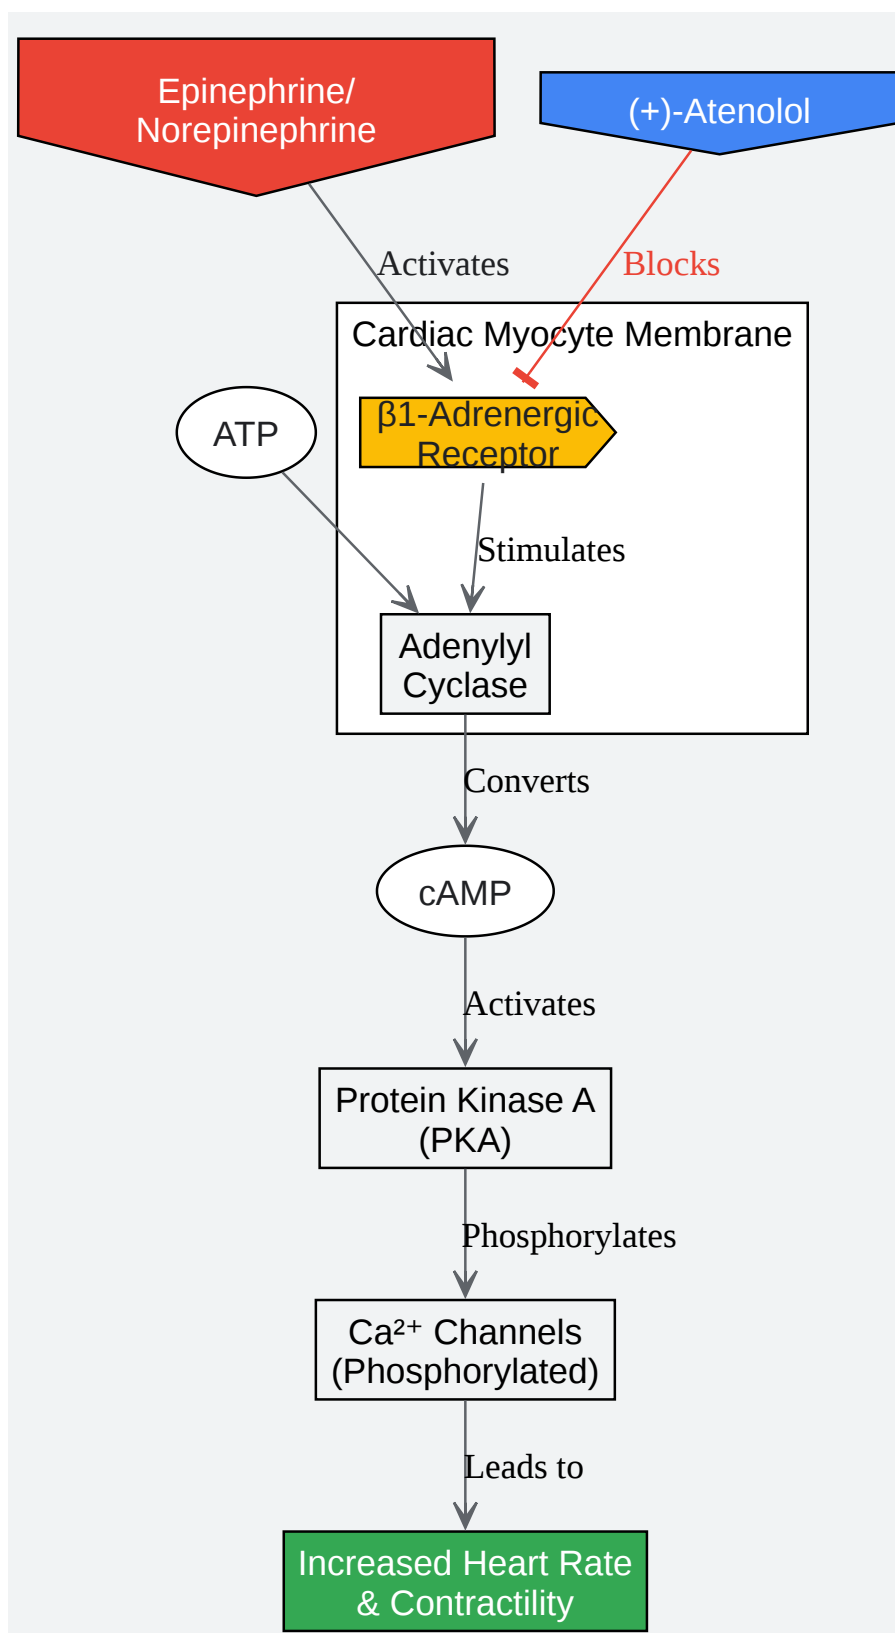 Epinephrine/
Norepinephrine
(+)-Atenolol
Activates
Blocks
Cardiac Myocyte Membrane
ATP
β1-Adrenergic
Receptor
Stimulates
Adenylyl
Cyclase
Converts
cAMP
Activates
Protein Kinase A
(PKA)
Phosphorylates
Ca²⁺ Channels
(Phosphorylated)
Leads to
Increased Heart Rate
& Contractility